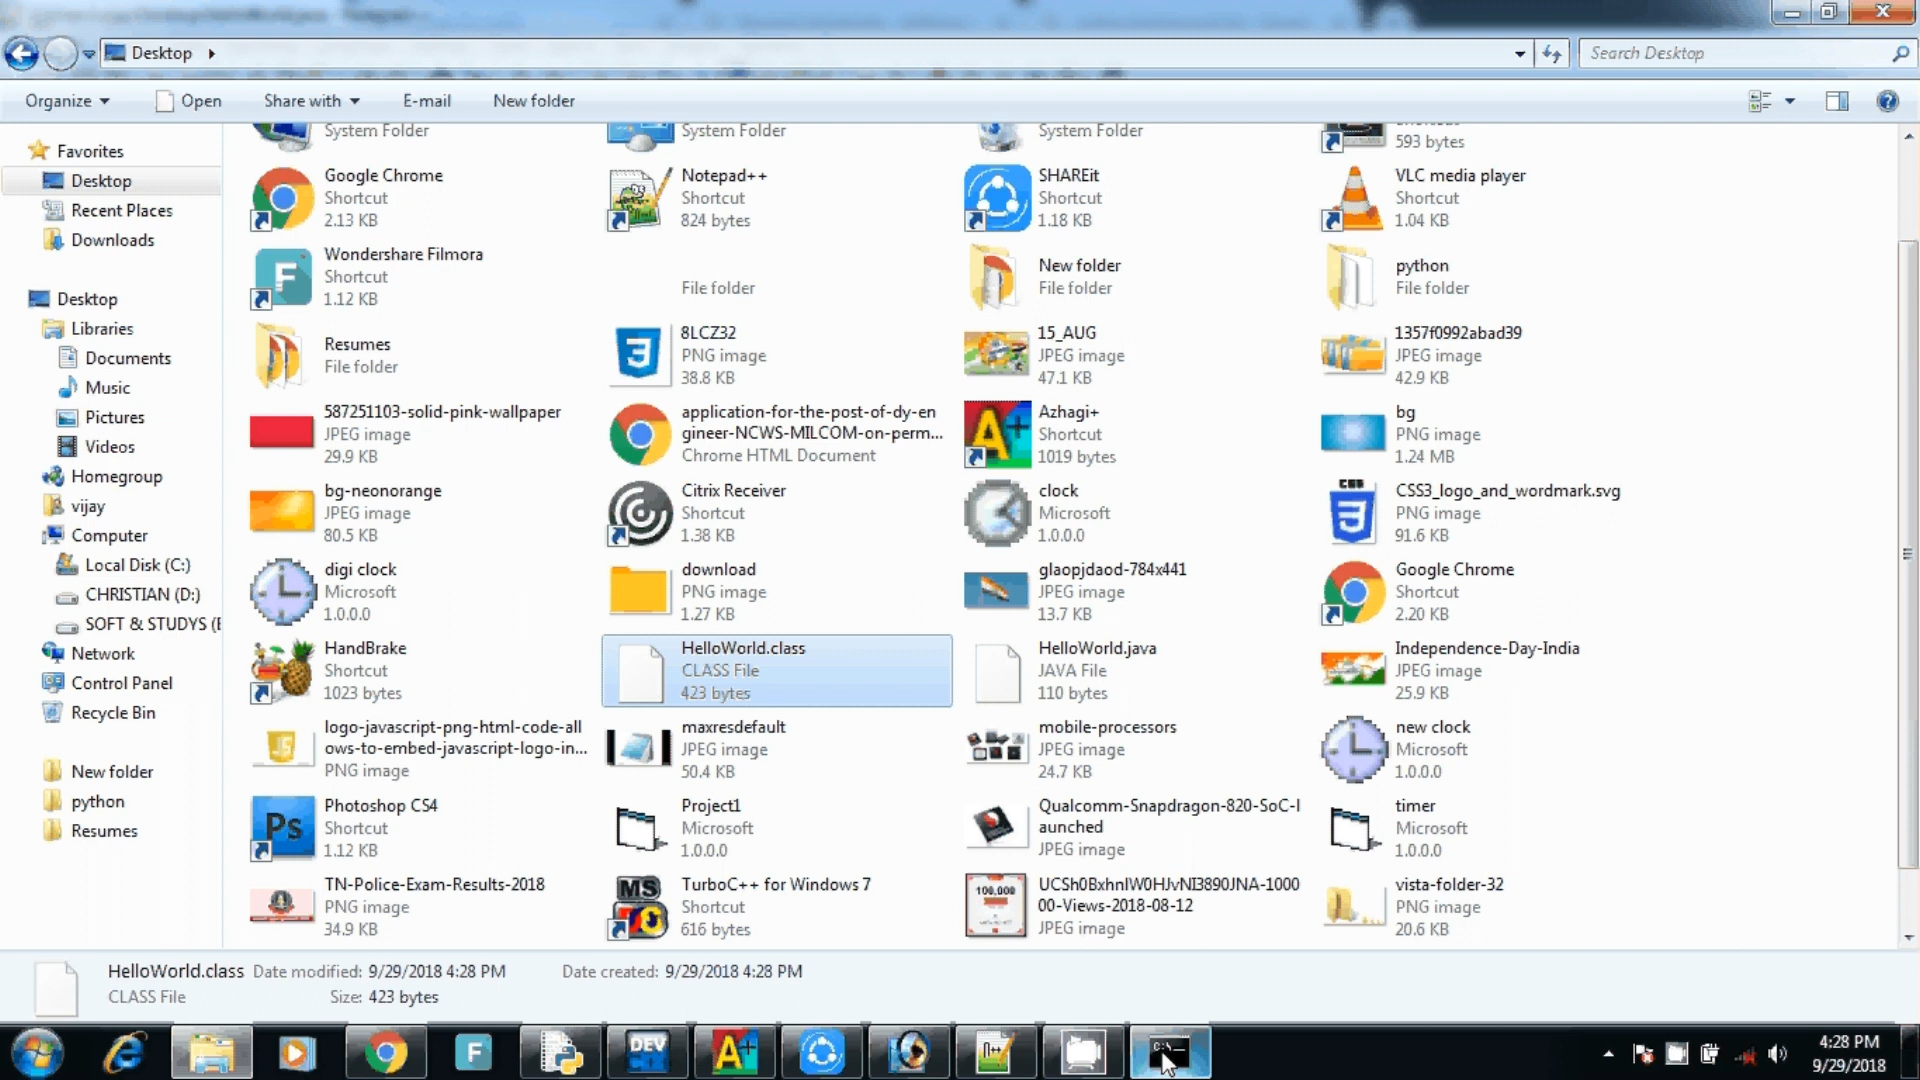 Desktop
Search Desktop
Organize
Open
Share with
E-mail
New folder
Favorites
Desktop
Recent Places
Downloads
Desktop
Libraries
Documents
Music
Pictures
Videos
Homegroup
vijay
Computer
Local Disk (C:)
CHRISTIAN (D:)
SOFT & STUDYS (E
Network
Control Panel
Recycle Bin
New folder
python
Resumes
System Folder
System Folder
System Folder
593 bytes
Google Chrome
Shortcut
2.13 KB
Notepad++
Shortcut
824 bytes
SHAREit
Shortcut
1.18 KB
VLC media player
Shortcut
1.04 KB
Wondershare Filmora
Shortcut
1.12 KB
File folder
New folder
File folder
python
File folder
Resumes
File folder
8LCZ32
PNG image
38.8 KB
15_AUG
JPEG image
47.1 KB
1357f0992abad39
JPEG image
42.9 KB
587251103-solid-pink-wallpaper
JPEG image
29.9 KB
application-for-the-post-of-dy-en
gineer-NCWS-MILCOM-on-perm...
Chrome HTML Document
Azhagi+
Shortcut
1019 bytes
bg
PNG image
1.24 MB
bg-neonorange
JPEG image
80.5 KB
Citrix Receiver
Shortcut
1.38 KB
clock
Microsoft
1.0.0.0
CSS3_logo_and_wordmark.svg
PNG image
91.6 KB
digi clock
Microsoft
1.0.0.0
download
PNG image
1.27 KB
glaopjdaod-784x441
JPEG image
13.7 KB
Google Chrome
Shortcut
2.20 KB
HandBrake
Shortcut
1023 bytes
HelloWorld.class
CLASS File
423 bytes
HelloWorld.java
JAVA File
110 bytes
Independence-Day-India
JPEG image
25.9 KB
logo-javascript-png-html-code-all
ows-to-embed-javascript-logo-in...
PNG image
maxresdefault
JPEG image
50.4 KB
mobile-processors
JPEG image
24.7 KB
new clock
Microsoft
1.0.0.0
Photoshop CS4
Shortcut
1.12 KB
Project1
Microsoft
1.0.0.0
Qualcomm-Snapdragon-820-SoC-l
aunched
JPEG image
timer
Microsoft
1.0.0.0
TN-Police-Exam-Results-2018
PNG image
34.9 KB
TurboC++ for Windows 7
Shortcut
616 bytes
UCSh0BxhnIW0HJvNI3890JNA-1000
00-Views-2018-08-12
JPEG image
vista-folder-32
PNG image
20.6 KB
HelloWorld.class Date modified: 9/29/2018 4:28 PM Date created: 9/29/2018 4:28 PM
CLASS File Size: 423 bytes
4:28 PM
9/29/2018